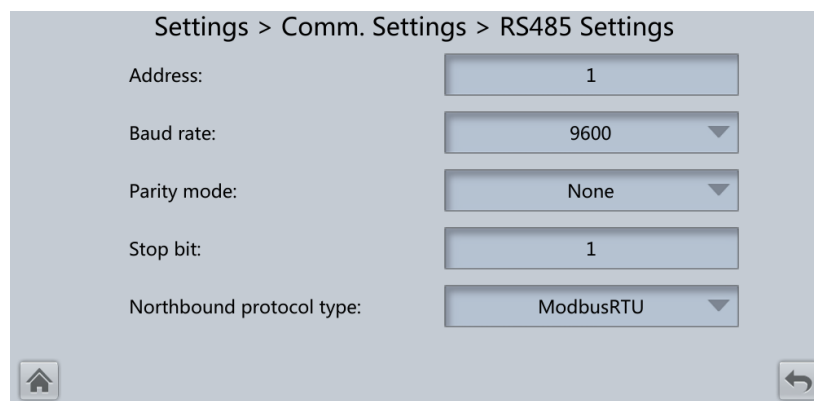 Settings > Comm. Settings > RS485 Settings
Address: 1
Baud rate: 9600
Parity mode: None
Stop bit: 1
Northbound protocol type: ModbusRTU